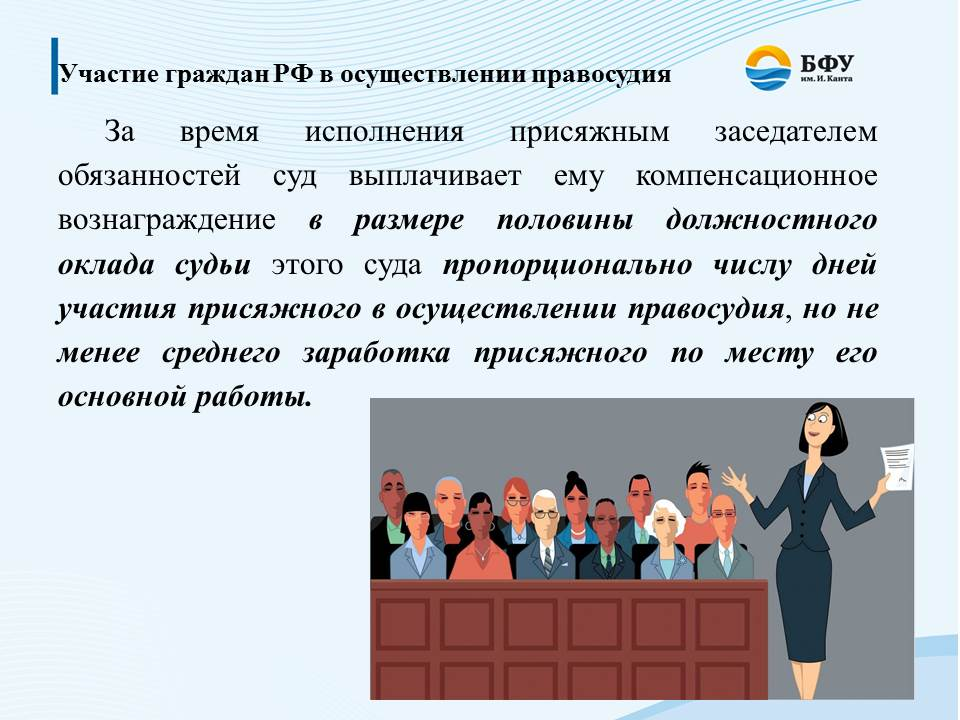 Участие граждан РФ в осуществлении правосудия
БФУ
им. И. Канта
За время исполнения присяжным заседателем
обязанностей суд выплачивает ему компенсационное
вознаграждение в размере половины должностного
оклада судьи этого суда пропорционально числу дней
участия присяжного в осуществлении правосудия, но не
менее среднего заработка присяжного по месту его
основной работы.